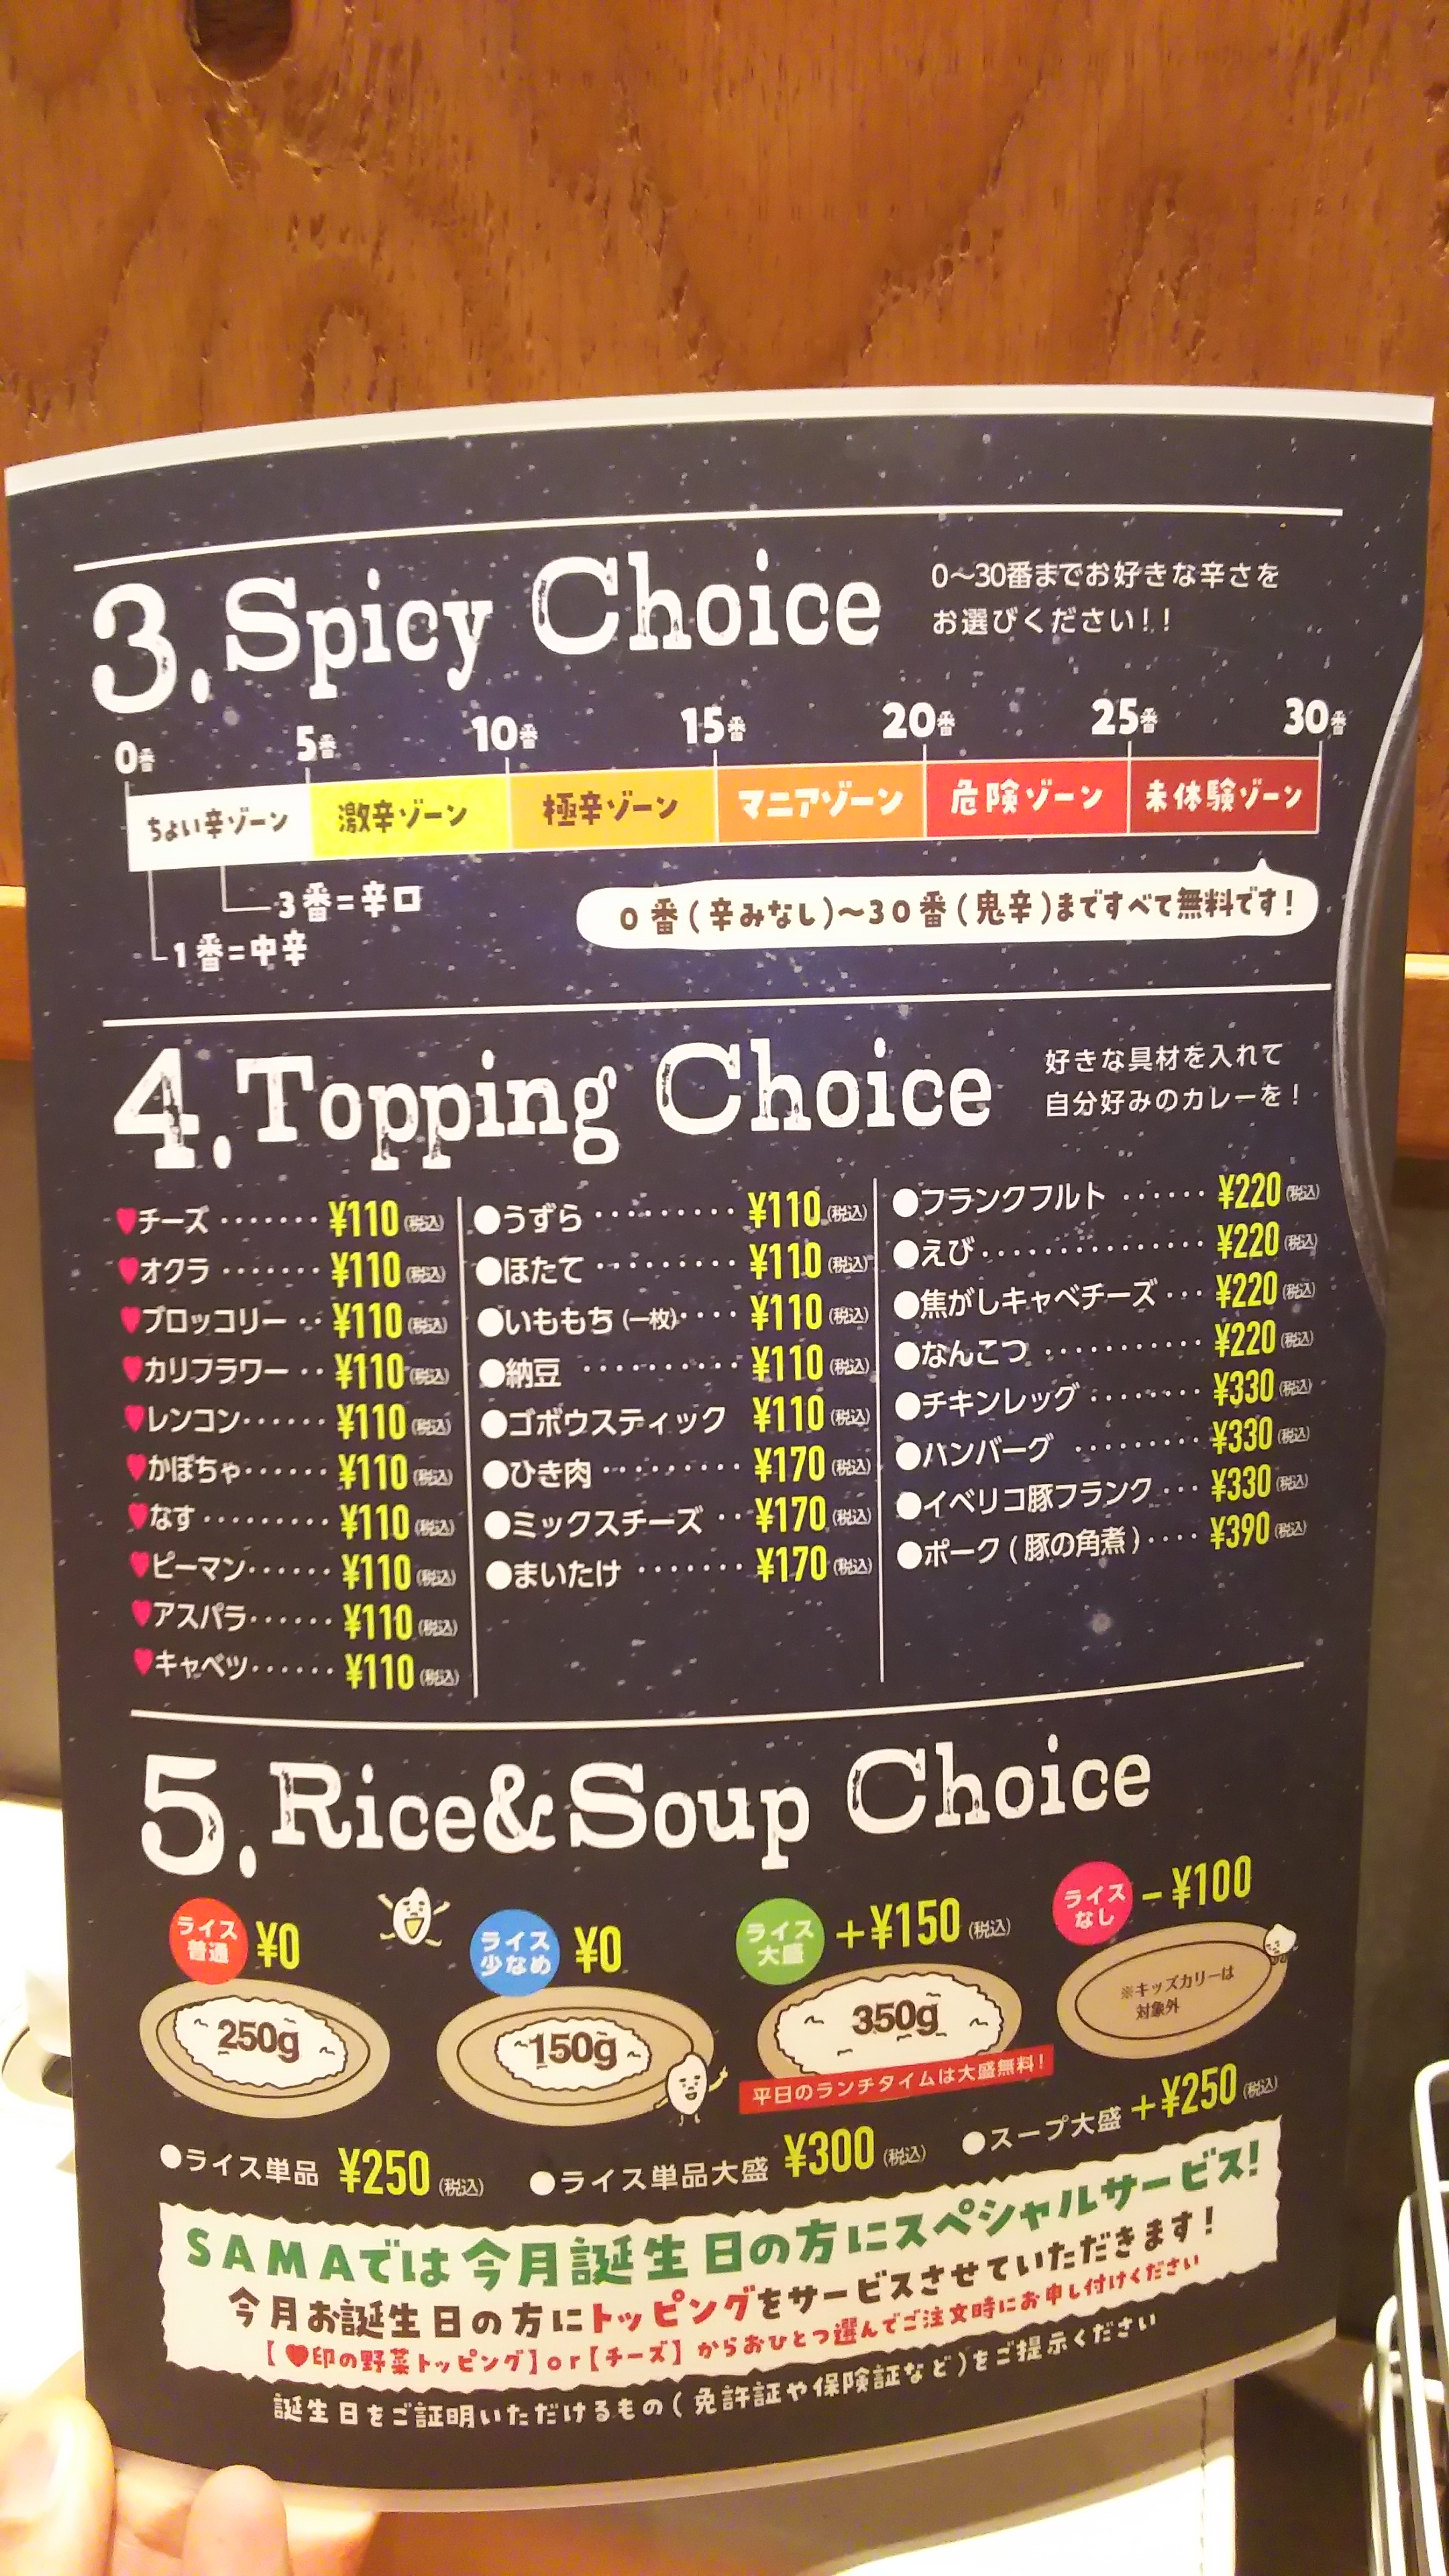 3.Spicy Choice
0〜30番までお好きな辛さを
お選びください!!
0番 5番 10番 15番 20番 25番 30番
ちょい辛ゾーン 激辛ゾーン 極辛ゾーン マニアゾーン 危険ゾーン 未体験ゾーン
3番=辛口
1番=中辛
0番(辛みなし)〜30番(鬼辛)まですべて無料です!
4.Topping Choice
好きな具材を入れて
自分好みのカレーを!
♥チーズ・・・・・・・¥110(税込)
♥オクラ・・・・・・・¥110(税込)
♥ブロッコリー・・¥110(税込)
♥カリフラワー・・¥110(税込)
♥レンコン・・・・・・¥110(税込)
♥かぼちゃ・・・・・・¥110(税込)
♥なす・・・・・・・・・¥110(税込)
♥ピーマン・・・・・・¥110(税込)
♥アスパラ・・・・・・¥110(税込)
♥キャベツ・・・・・・¥110(税込)
●うずら・・・・・・・・・¥110(税込)
●ほたて・・・・・・・・・¥110(税込)
●いももち(一枚)・・・・¥110(税込)
●納豆・・・・・・・・・・¥110(税込)
●ゴボウスティック ¥110(税込)
●ひき肉・・・・・・・・・¥170(税込)
●ミックスチーズ・・¥170(税込)
●まいたけ・・・・・・・¥170(税込)
●フランクフルト・・・・・・¥220(税込)
●えび・・・・・・・・・・・・・・・¥220(税込)
●焦がしキャベチーズ・・・¥220(税込)
●なんこつ・・・・・・・・・・・¥220(税込)
●チキンレッグ・・・・・・・・¥330(税込)
●ハンバーグ・・・・・・・・・¥330(税込)
●イベリコ豚フランク・・・¥330(税込)
●ポーク(豚の角煮)・・・・¥390(税込)
5.Rice&Soup Choice
ライス普通 ¥0
250g
ライス少なめ ¥0
150g
ライス大盛 +¥150(税込)
350g
平日のランチタイムは大盛無料!
ライスなし -¥100
※キッズカリーは
対象外
●ライス単品 ¥250(税込)
●ライス単品大盛 ¥300(税込)
●スープ大盛 +¥250(税込)
SAMAでは今月誕生日の方にスペシャルサービス!
今月お誕生日の方にトッピングをサービスさせていただきます!
【♥印の野菜トッピング】or【チーズ】からおひとつ選んでご注文時にお申し付けください
誕生日をご証明いただけるもの(免許証や保険証など)をご提示ください